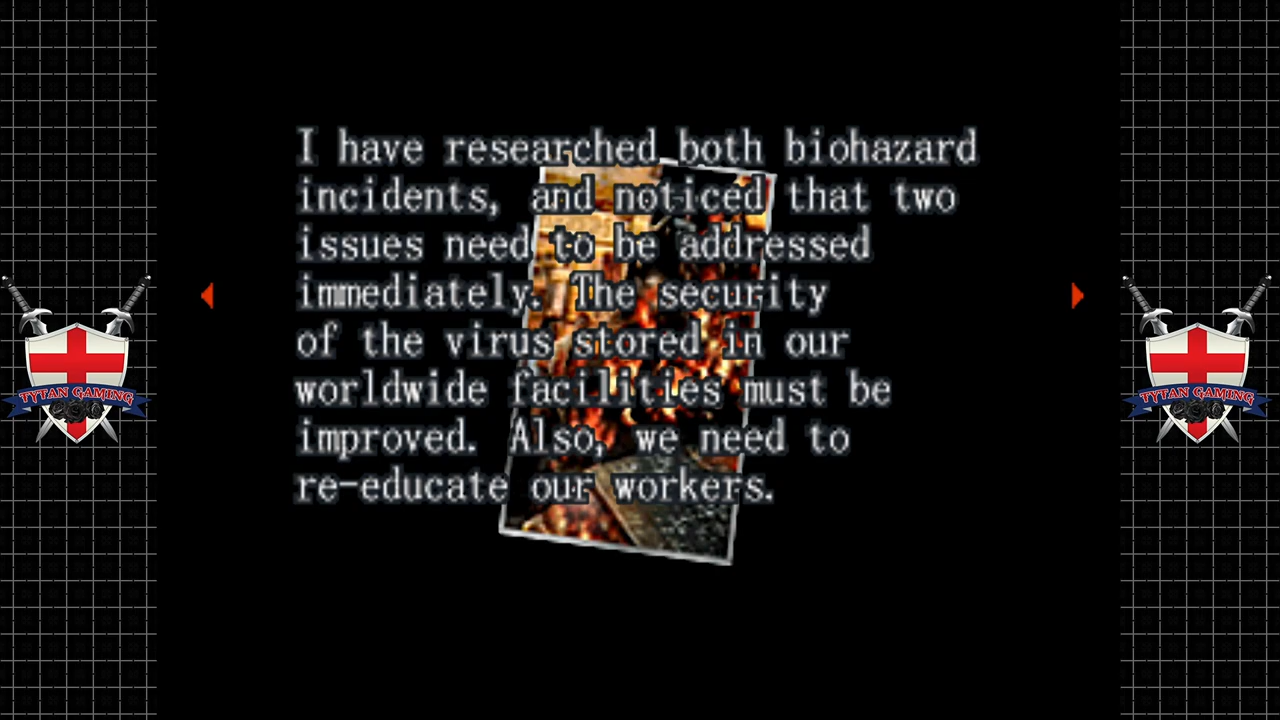 I have researched both biohazard
incidents, and noticed that two
issues need to be addressed
immediately. The security
of the virus stored in our
worldwide facilities must be
improved. Also, we need to
re-educate our workers.
TYTAN GAMING
TYTAN GAMING